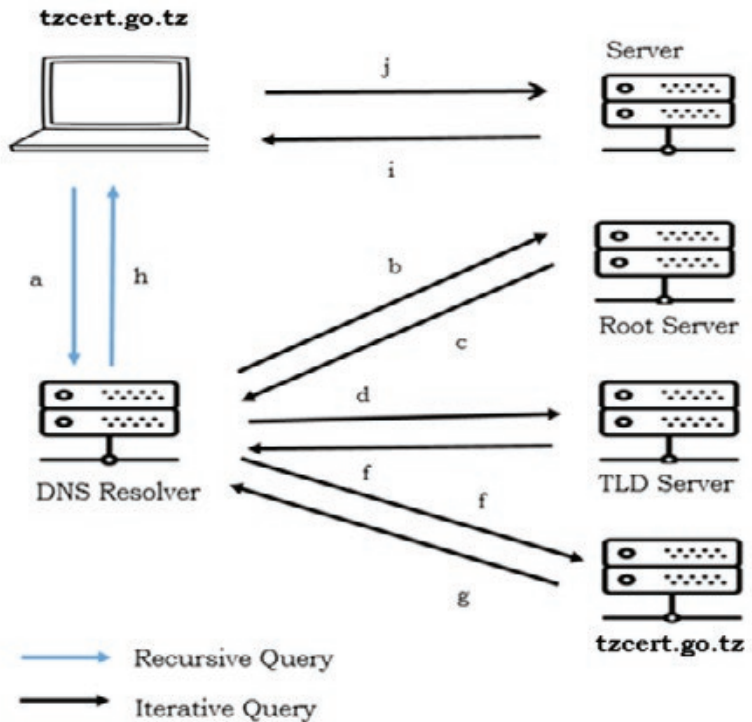 tzcert.go.tz
Server
j
i
a
h
b
c
Root Server
d
DNS Resolver
f
f
TLD Server
g
tzcert.go.tz
Recursive Query
Iterative Query